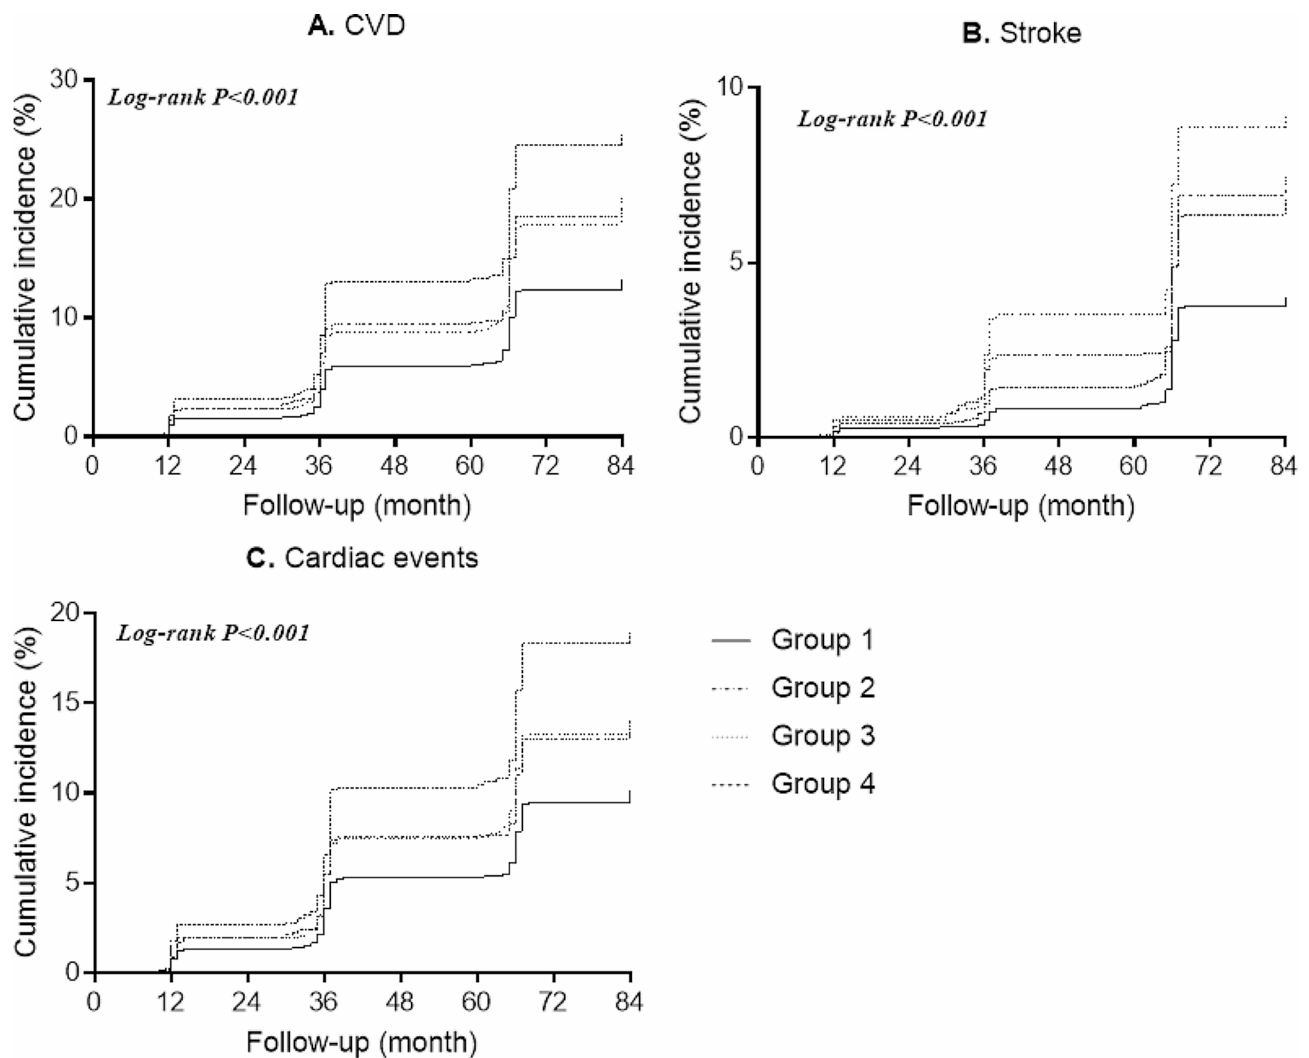 A. CVD
Cumulative incidence (%)
Log-rank P<0.001
30
20
10
0
0 12 24 36 48 60 72 84
Follow-up (month)
B. Stroke
Cumulative incidence (%)
Log-rank P<0.001
10
5
0
0 12 24 36 48 60 72 84
Follow-up (month)
C. Cardiac events
Cumulative incidence (%)
Log-rank P<0.001
20
15
10
5
0
0 12 24 36 48 60 72 84
Follow-up (month)
Group 1
Group 2
Group 3
Group 4